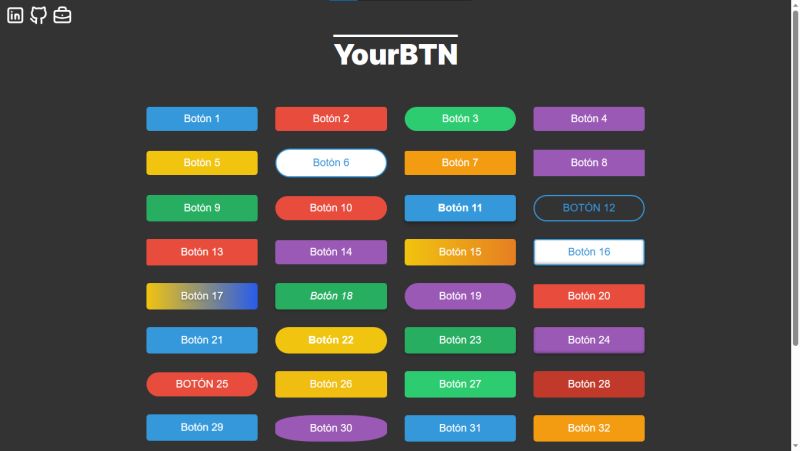 YourBTN
Botón 1 Botón 2 Botón 3 Botón 4
Botón 5 Botón 6 Botón 7 Botón 8
Botón 9 Botón 10 Botón 11 BOTÓN 12
Botón 13 Botón 14 Botón 15 Botón 16
Botón 17 Botón 18 Botón 19 Botón 20
Botón 21 Botón 22 Botón 23 Botón 24
BOTÓN 25 Botón 26 Botón 27 Botón 28
Botón 29 Botón 30 Botón 31 Botón 32